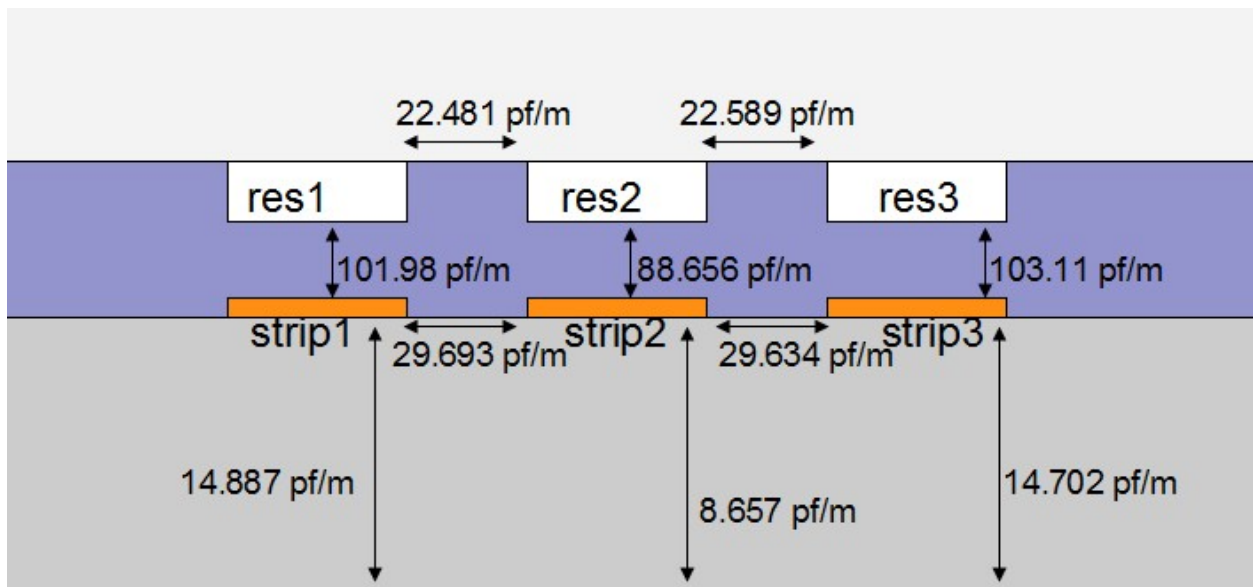 22.481 pf/m
22.589 pf/m
res1
res2
res3
101.98 pf/m
88.656 pf/m
103.11 pf/m
strip1
strip2
strip3
29.693 pf/m
29.634 pf/m
14.887 pf/m
8.657 pf/m
14.702 pf/m